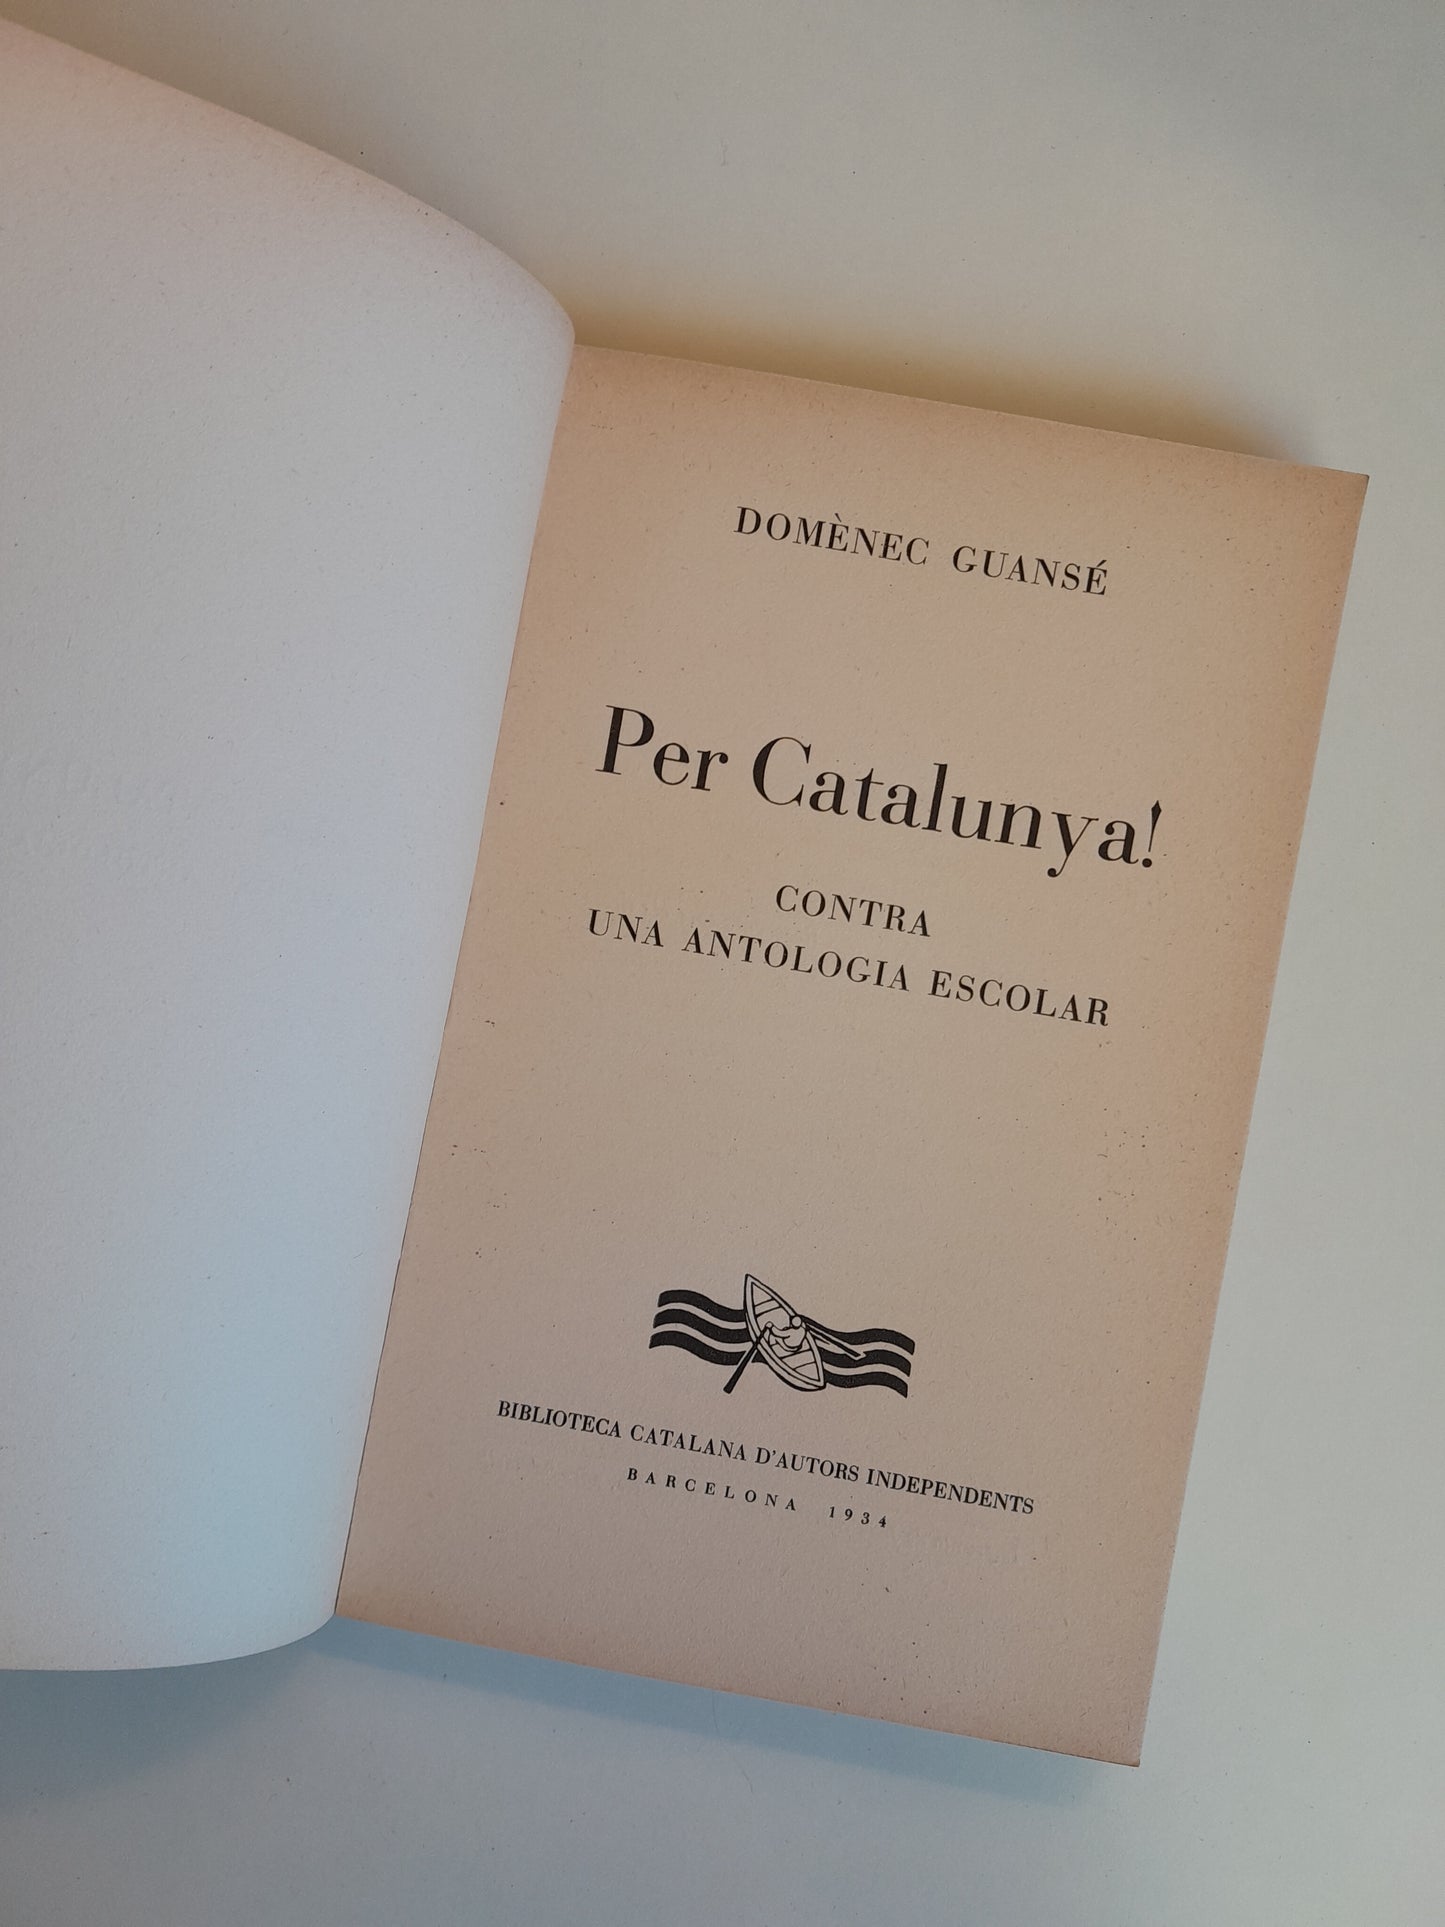 DOMÈNEC GUANSÉ
Per Catalunya!
CONTRA
UNA ANTOLOGIA ESCOLAR
BIBLIOTECA CATALANA D'AUTORS INDEPENDENTS
BARCELONA 1934